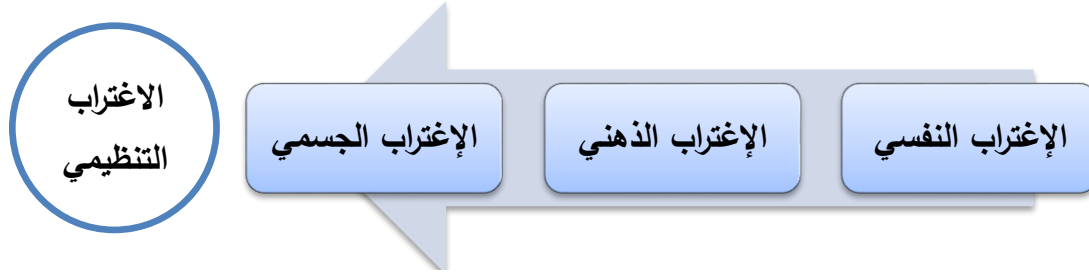 الإغتراب النفسي
الإغتراب الذهني
الإغتراب الجسمي
الاغتراب
التنظيمي